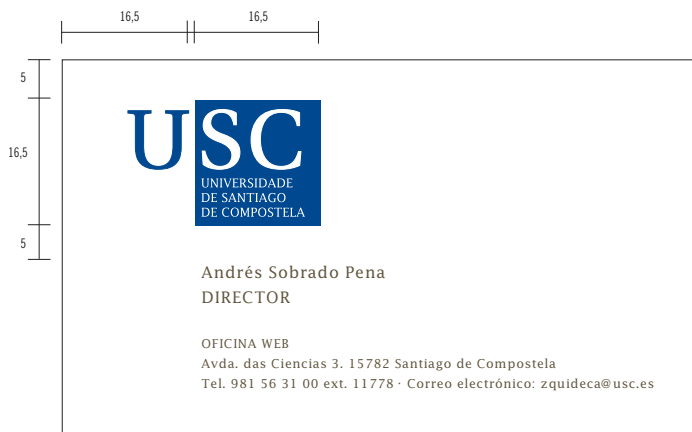 16,5 16,5
5
16,5
5
USC
UNIVERSIDADE
DE SANTIAGO
DE COMPOSTELA
Andrés Sobrado Pena
DIRECTOR
OFICINA WEB
Avda. das Ciencias 3. 15782 Santiago de Compostela
Tel. 981 56 31 00 ext. 11778 · Correo electrónico: zquideca@usc.es